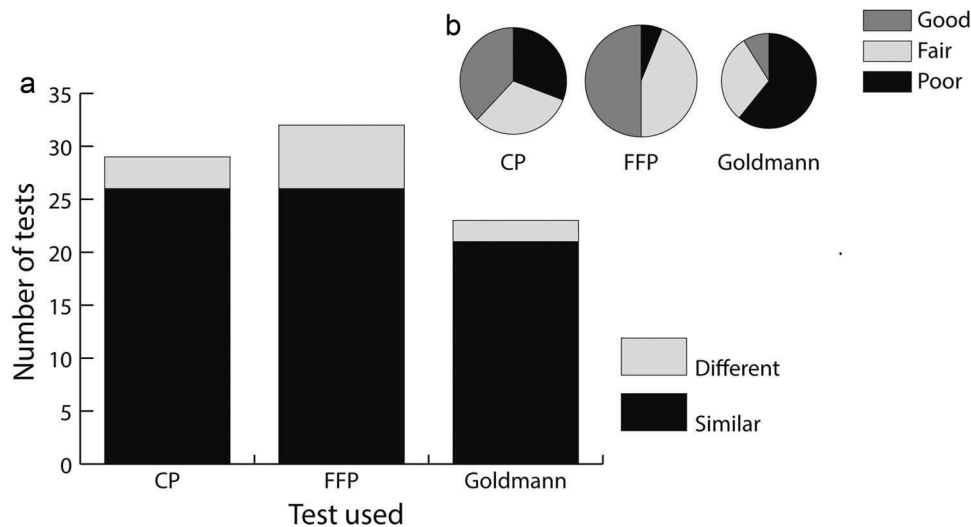 b
Good
Fair
Poor
CP
FFP
Goldmann
a
35
30
25
20
15
10
5
0
Number of tests
Different
Similar
CP
FFP
Goldmann
Test used